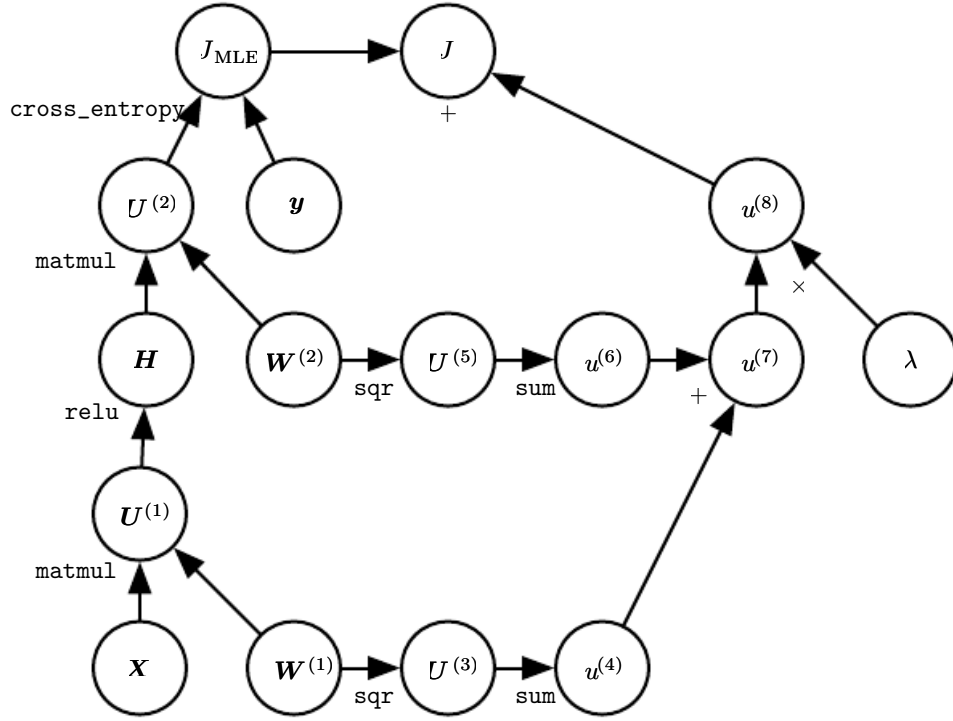 J_MLE J
cross_entropy +
U^(2) y u^(8)
matmul ×
H W^(2) U^(5) u^(6) u^(7) λ
relu sqr sum +
U^(1)
matmul
X W^(1) U^(3) u^(4)
sqr sum